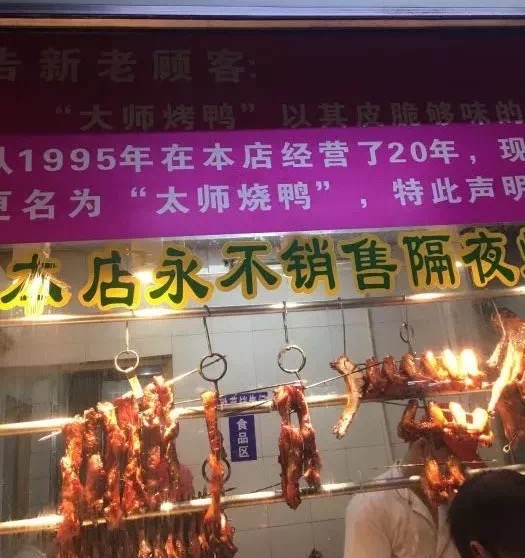 告新老顾客:
“大师烤鸭”以其皮脆够味的
从1995年在本店经营了20年，现
更名为“太师烧鸭”，特此声明
本店永不销售隔夜
食品区